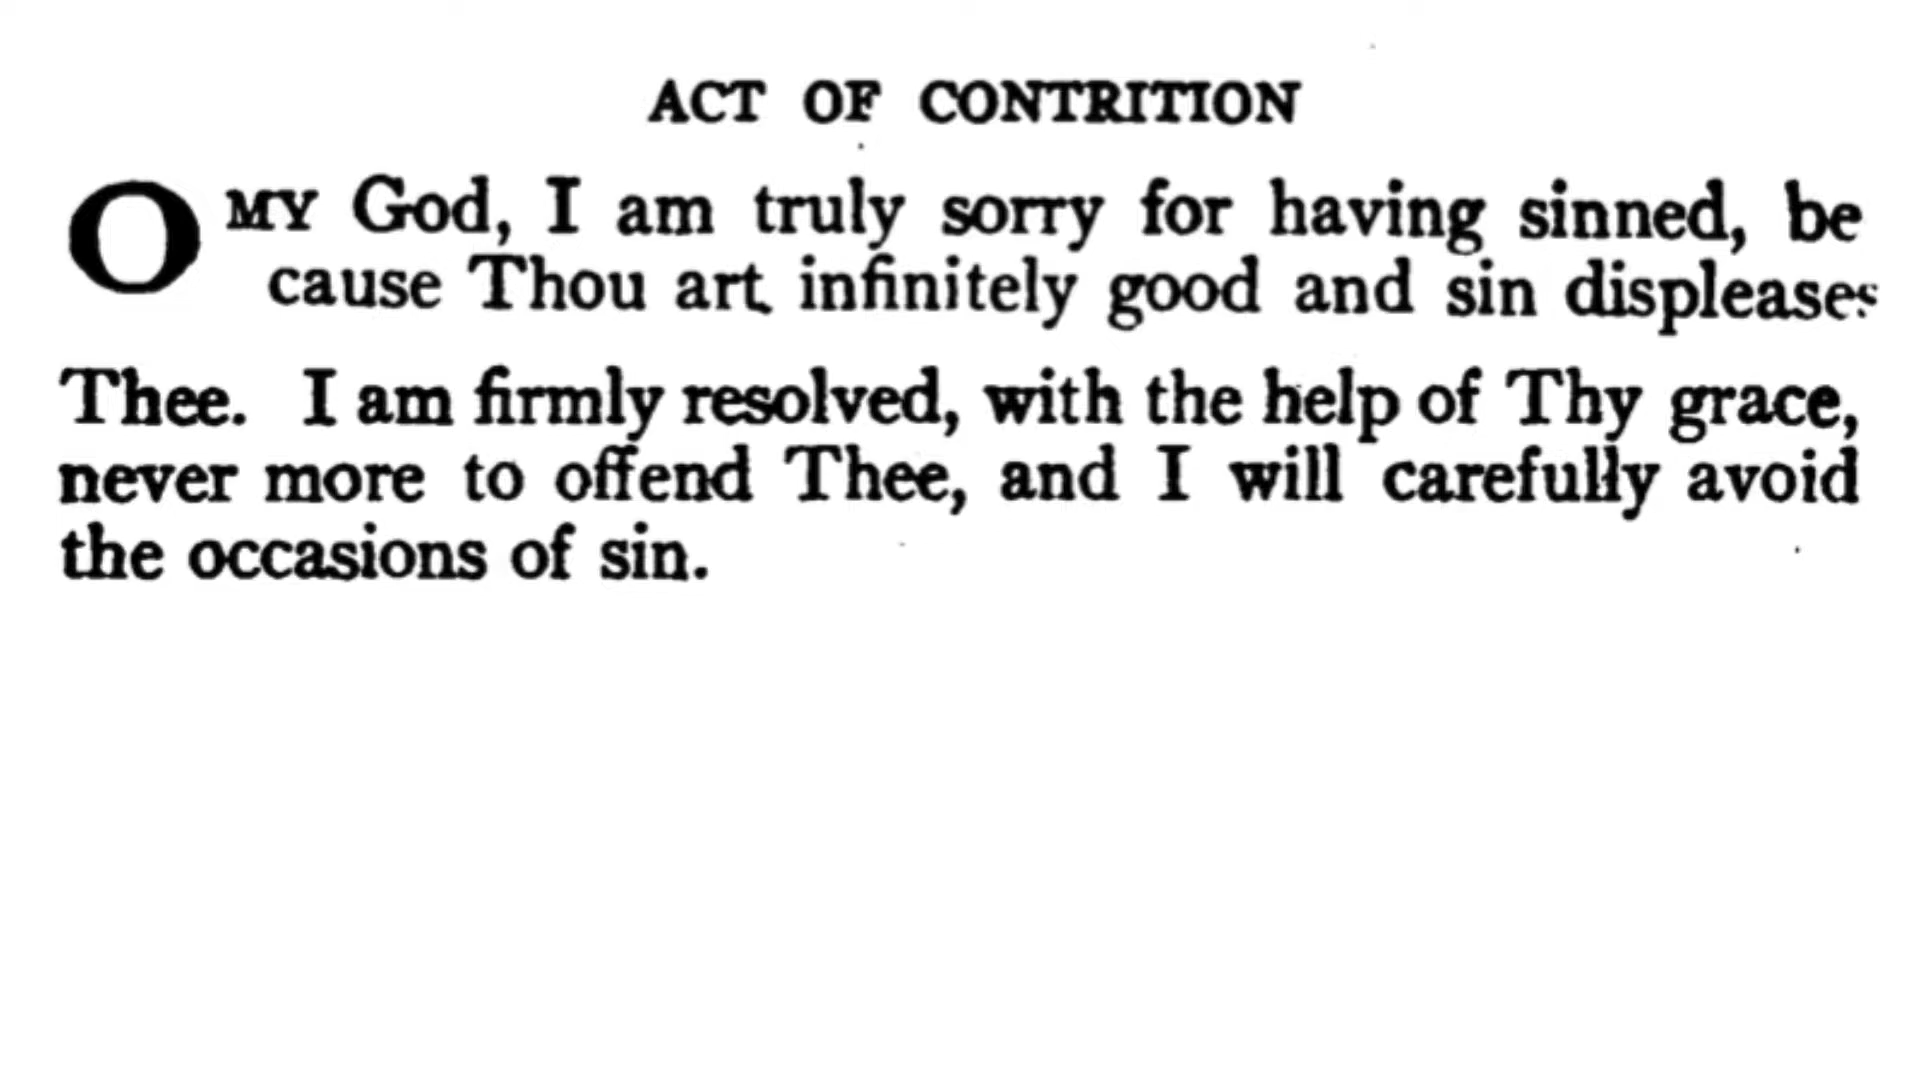 ACT OF CONTRITION
O MY God, I am truly sorry for having sinned, be
cause Thou art infinitely good and sin displeases
Thee. I am firmly resolved, with the help of Thy grace,
never more to offend Thee, and I will carefully avoid
the occasions of sin.